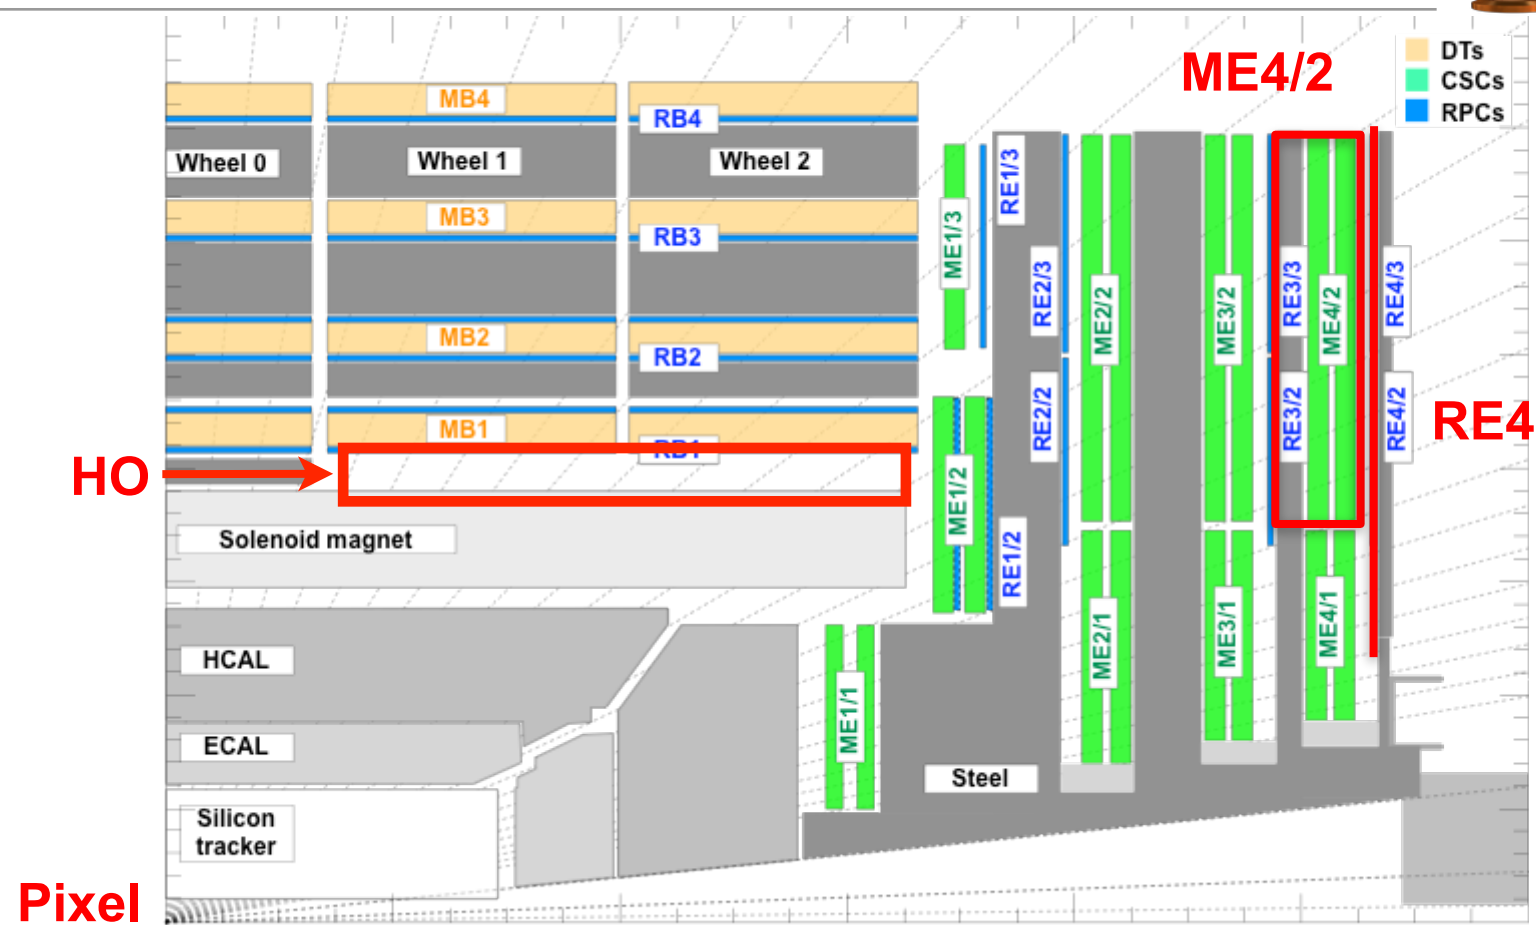 ME4/2
DTs
CSCs
RPCs
MB4
RB4
Wheel 0
Wheel 1
Wheel 2
MB3
RB3
MB2
RB2
MB1
RB1
HO
Solenoid magnet
HCAL
ECAL
Silicon
tracker
Pixel
Steel
ME1/3
RE1/3
ME1/2
RE1/2
ME1/1
RE2/3
RE2/2
ME2/2
ME2/1
ME3/2
ME3/1
RE3/3
RE3/2
ME4/2
ME4/1
RE4/3
RE4/2
RE4